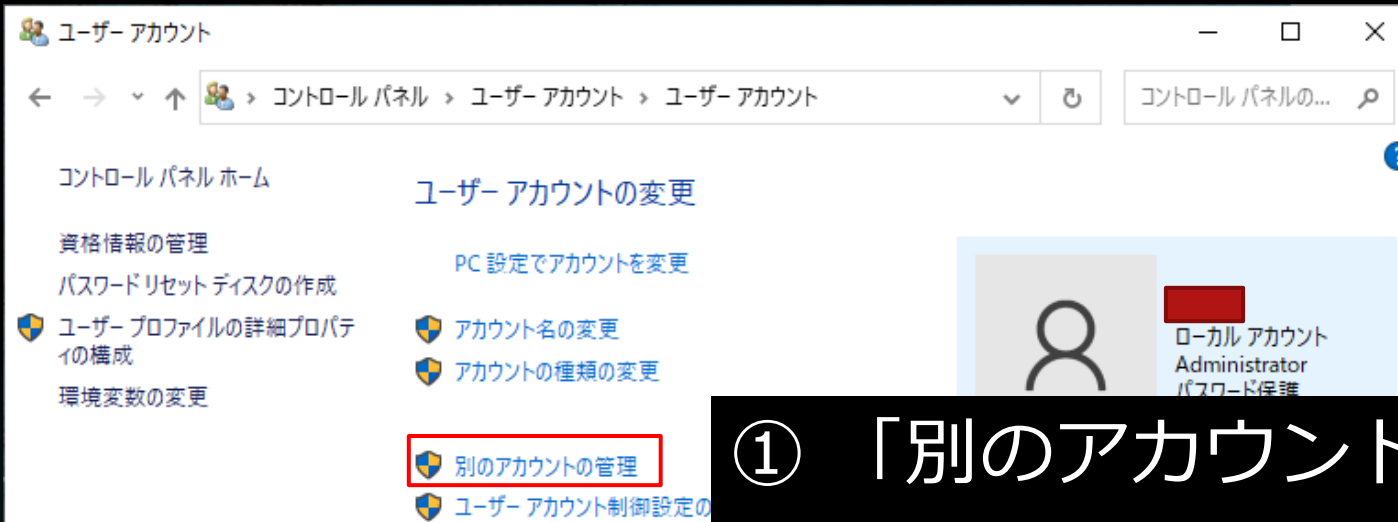 ユーザー アカウント
コントロール パネル > ユーザー アカウント > ユーザー アカウント
コントロール パネルの...
コントロール パネル ホーム
資格情報の管理
パスワード リセット ディスクの作成
ユーザー プロファイルの詳細プロパテ
ィの構成
環境変数の変更
ユーザー アカウントの変更
PC 設定でアカウントを変更
アカウント名の変更
アカウントの種類の変更
別のアカウントの管理
ユーザー アカウント制御設定の
ローカル アカウント
Administrator
パスワード保護
① 「別のアカウント